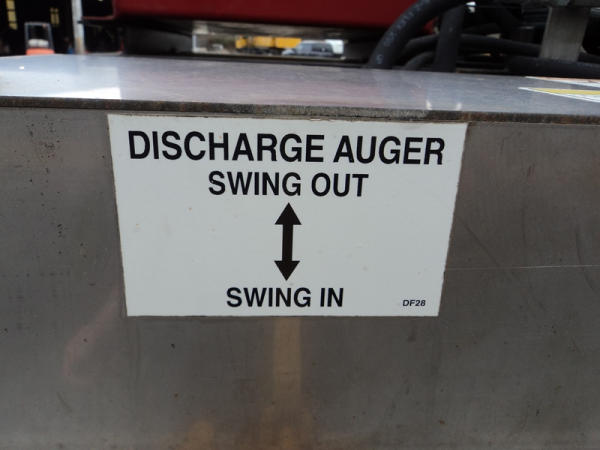 DISCHARGE AUGER
SWING OUT
SWING IN
DF28